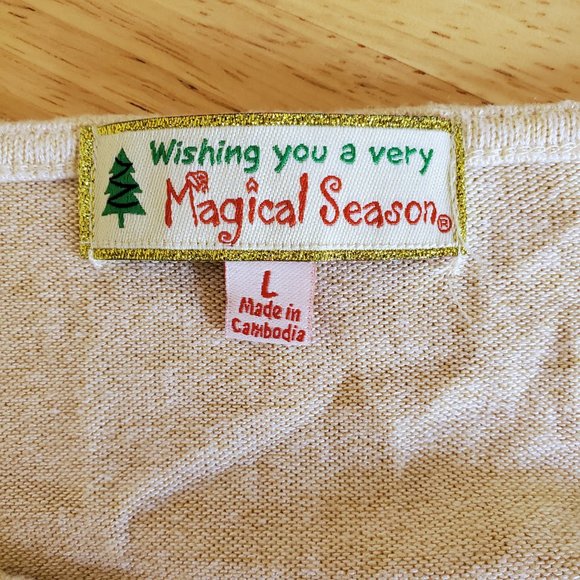 Wishing you a very
Magical Season®
L
Made in
Cambodia